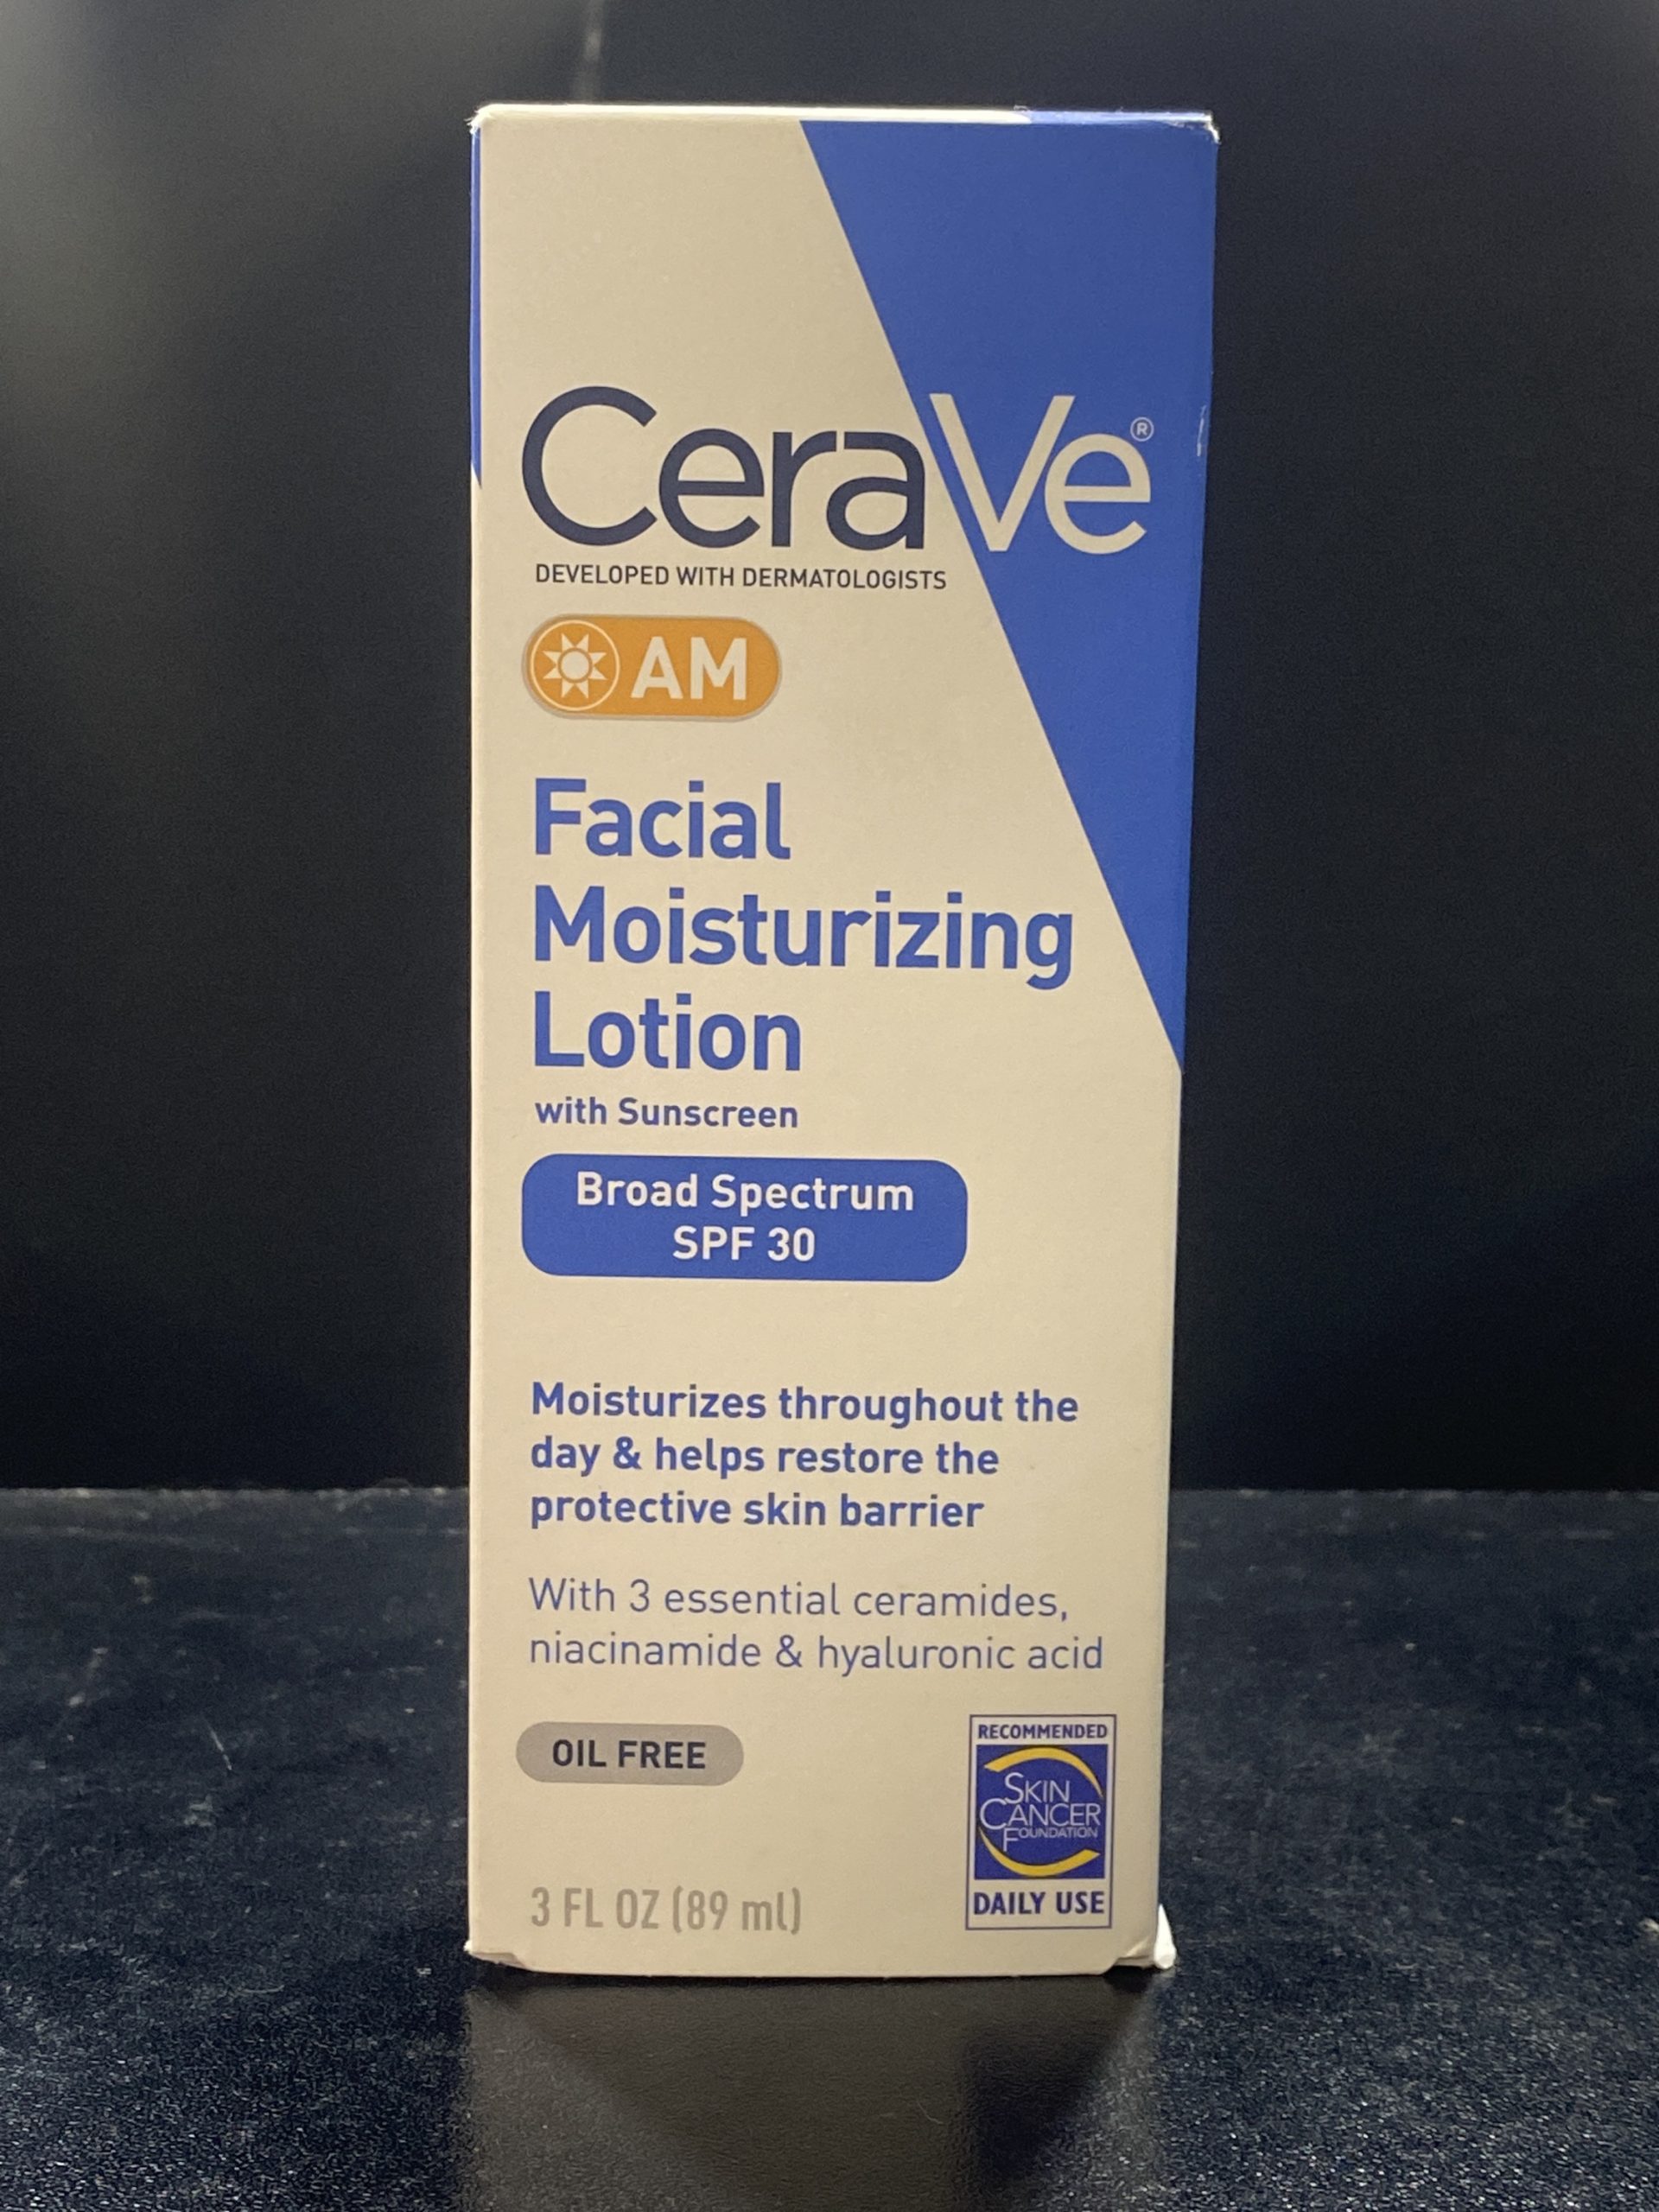 CeraVe®
DEVELOPED WITH DERMATOLOGISTS
AM
Facial
Moisturizing
Lotion
with Sunscreen
Broad Spectrum
SPF 30
Moisturizes throughout the
day & helps restore the
protective skin barrier
With 3 essential ceramides,
niacinamide & hyaluronic acid
OIL FREE
RECOMMENDED
SKIN
CANCER
FOUNDATION
DAILY USE
3 FL OZ (89 ml)